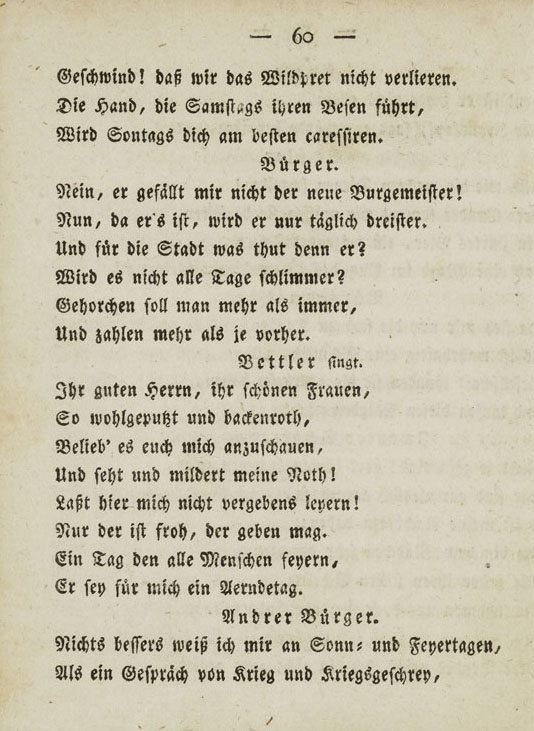 — 60 —
Geschwind! daß wir das Wildpret nicht verlieren.
Die Hand, die Samstags ihren Besen führt,
Wird Sontags dich am besten caressiren.
Bürger.
Nein, er gefällt mir nicht der neue Burgemeister!
Nun, da er's ist, wird er nur täglich dreister.
Und für die Stadt was thut denn er?
Wird es nicht alle Tage schlimmer?
Gehorchen soll man mehr als immer,
Und zahlen mehr als je vorher.
Bettler singt.
Ihr guten Herrn, ihr schönen Frauen,
So wohlgeputzt und backenroth,
Belieb' es euch mich anzuschauen,
Und seht und mildert meine Noth!
Laßt hier mich nicht vergebens leyern!
Nur der ist froh, der geben mag.
Ein Tag den alle Menschen feyern,
Er sey für mich ein Aerndetag.
Andrer Bürger.
Nichts bessers weiß ich mir an Sonn- und Feyertagen,
Als ein Gespräch von Krieg und Kriegsgeschrey,